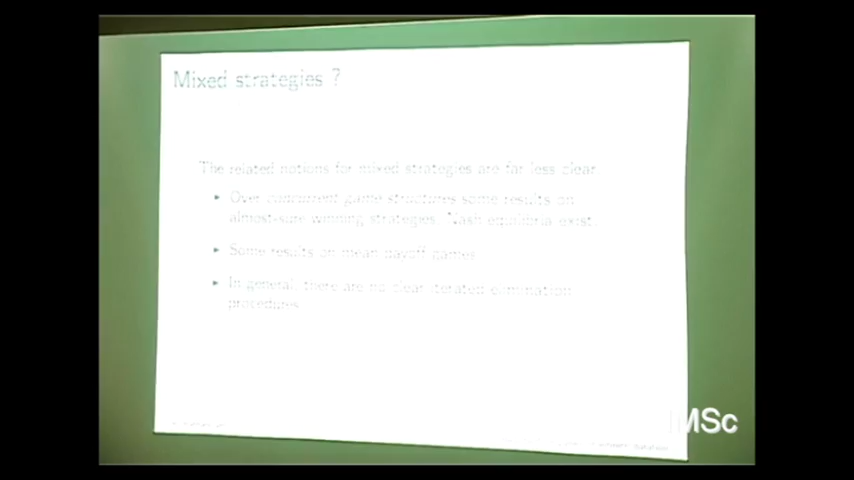 Mixed strategies ?
The related notions for mixed strategies are far less clear.
▸ Over concurrent game structures some results on
almost-sure winning strategies. Nash equilibria exist.
▸ Some results on mean payoff games
▸ In general, there are no clear iterated elimination
procedures
IMSc